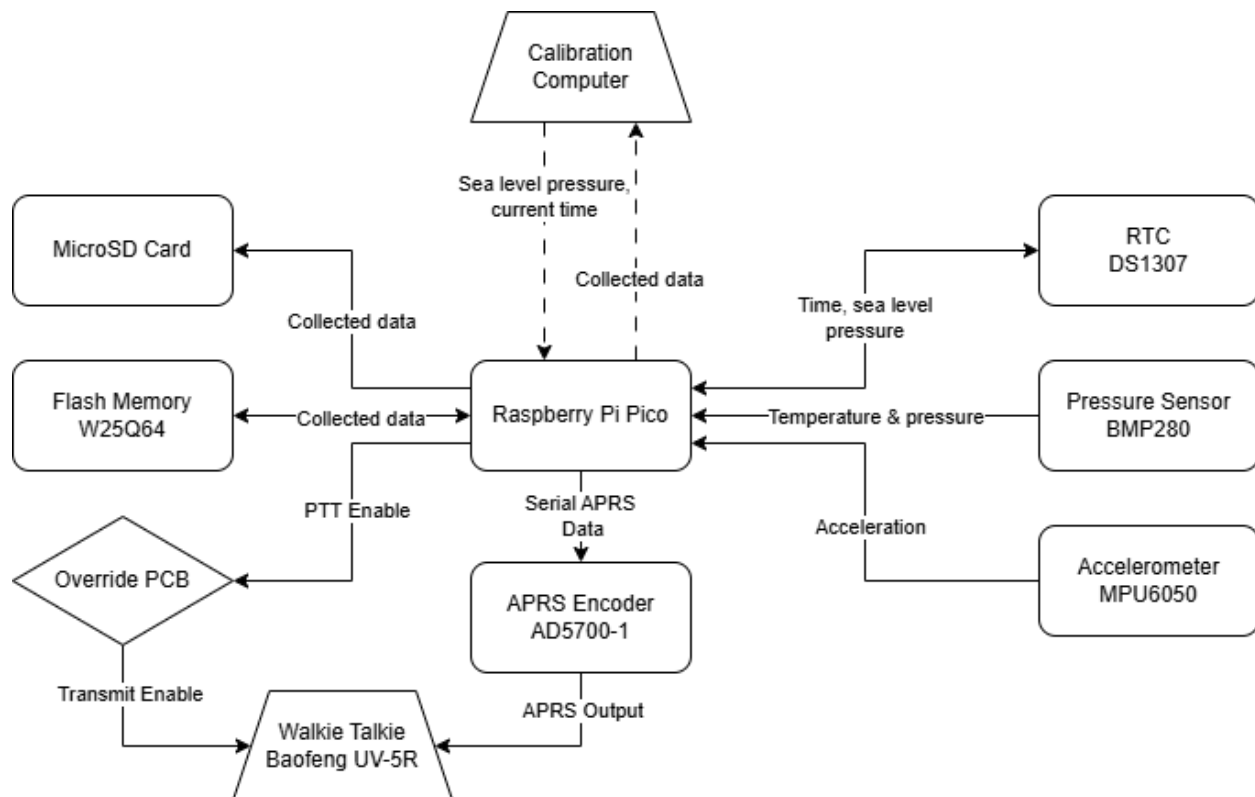 Calibration
Computer
Sea level pressure,
current time
Collected data
MicroSD Card
Collected data
RTC
DS1307
Time, sea level
pressure
Flash Memory
W25Q64
Collected data
Raspberry Pi Pico
Temperature & pressure
Pressure Sensor
BMP280
PTT Enable
Serial APRS
Data
Acceleration
Override PCB
APRS Encoder
AD5700-1
Accelerometer
MPU6050
Transmit Enable
APRS Output
Walkie Talkie
Baofeng UV-5R